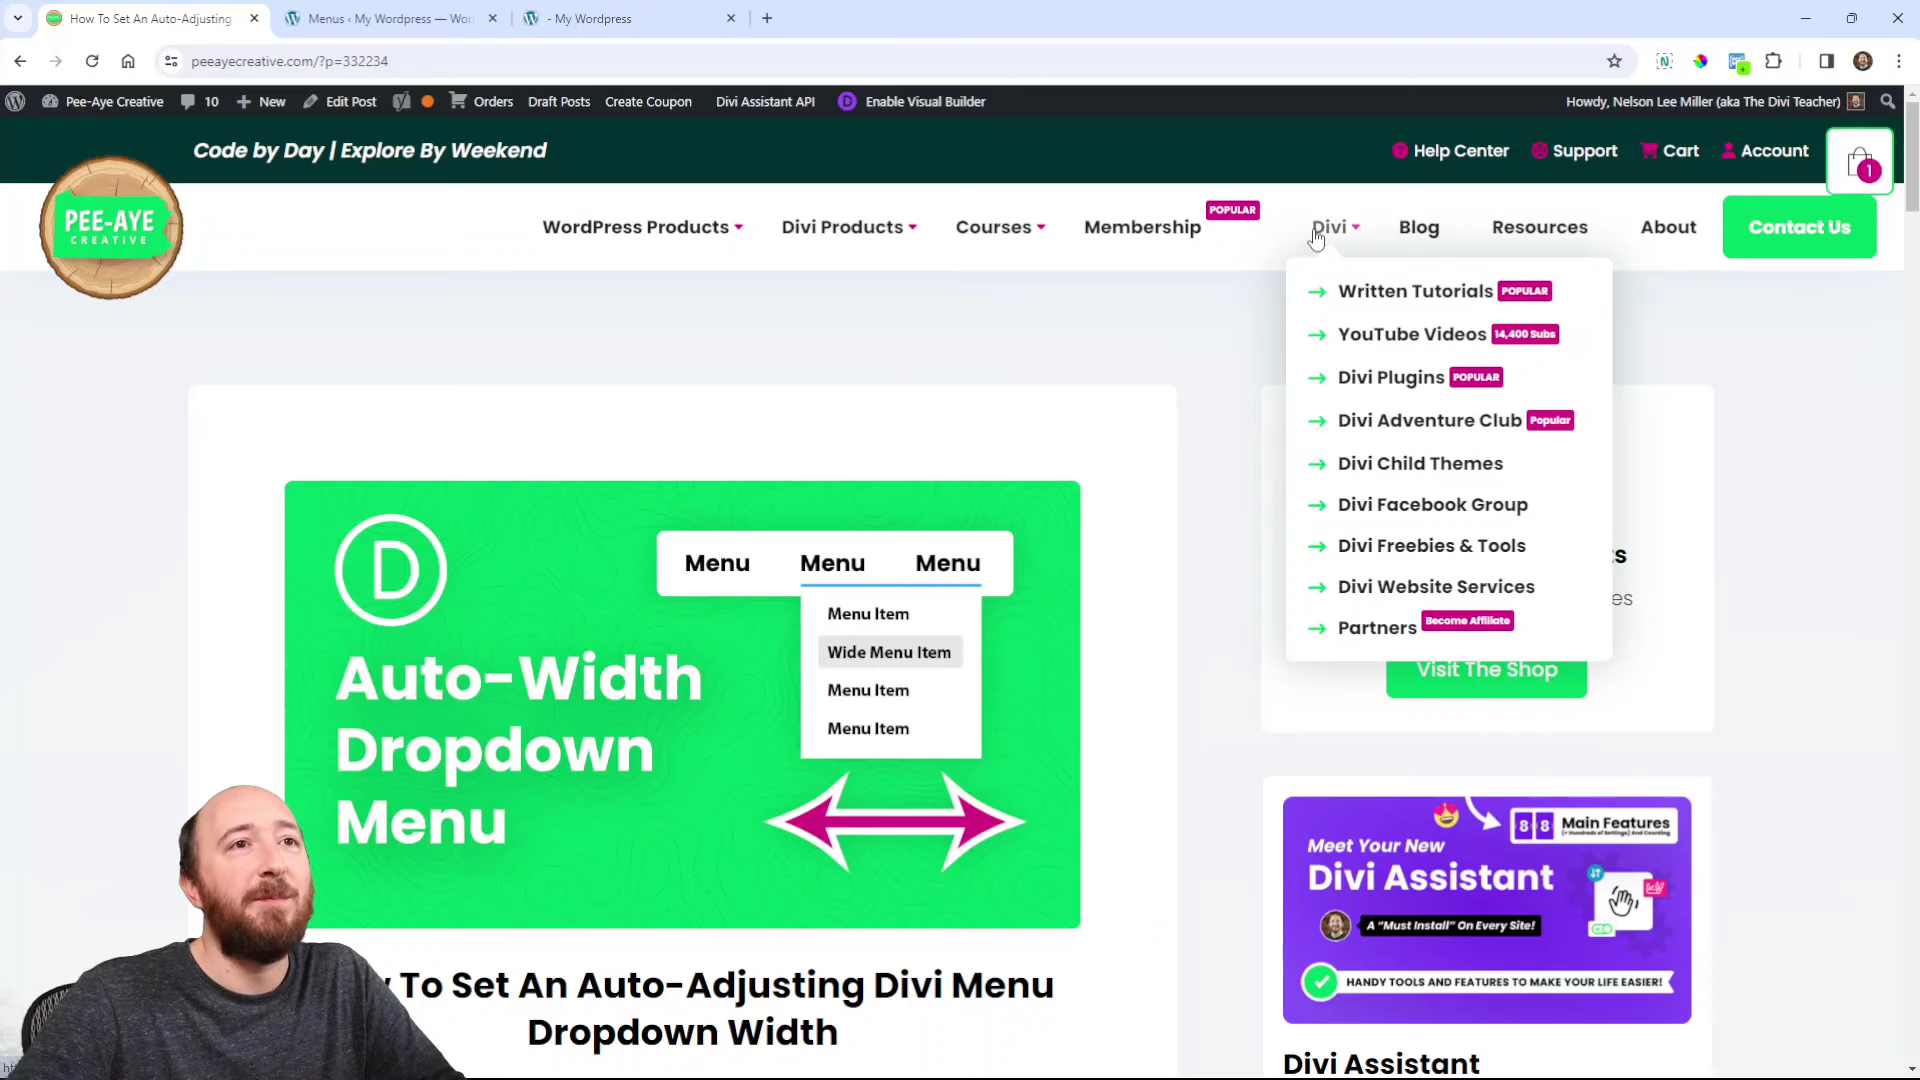 How To Set An Auto-Adjusting
Menus ‹ My Wordpress — Wor
- My Wordpress
peeayecreative.com/?p=332234
Pee-Aye Creative
10
New
Edit Post
Orders
Draft Posts
Create Coupon
Divi Assistant API
D
Enable Visual Builder
Howdy, Nelson Lee Miller (aka The Divi Teacher)
Code by Day | Explore By Weekend
Help Center
Support
Cart
Account
1
PEE-AYE
CREATIVE
WordPress Products
Divi Products
Courses
Membership
POPULAR
Divi
Blog
Resources
About
Contact Us
Written Tutorials POPULAR
YouTube Videos 14,400 Subs
Divi Plugins POPULAR
Divi Adventure Club Popular
Divi Child Themes
Divi Facebook Group
Divi Freebies & Tools
Divi Website Services
Partners Become Affiliate
Visit The Shop
D
Auto-Width
Dropdown
Menu
Menu Menu Menu
Menu Item
Wide Menu Item
Menu Item
Menu Item
To Set An Auto-Adjusting Divi Menu
Dropdown Width
Meet Your New
Divi Assistant
88 Main Features
A “Must Install” On Every Site!
HANDY TOOLS AND FEATURES TO MAKE YOUR LIFE EASIER!
Divi Assistant